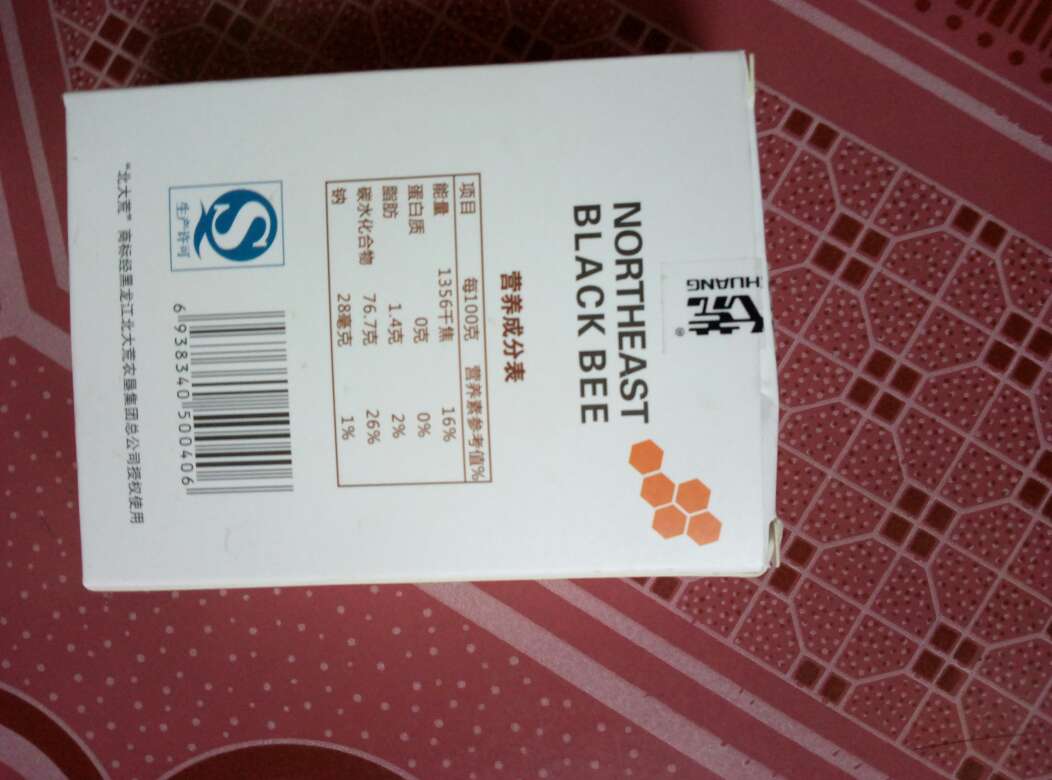 HUANG
®
NORTHEAST
BLACK BEE
营养成分表
项目 每100克 营养素参考值%
能量 1356千焦 16%
蛋白质 0克 0%
脂肪 1.4克 2%
碳水化合物 76.7克 26%
钠 28毫克 1%
生产许可
6 938340 500406
“北大荒”商标经黑龙江北大荒农垦集团总公司授权使用